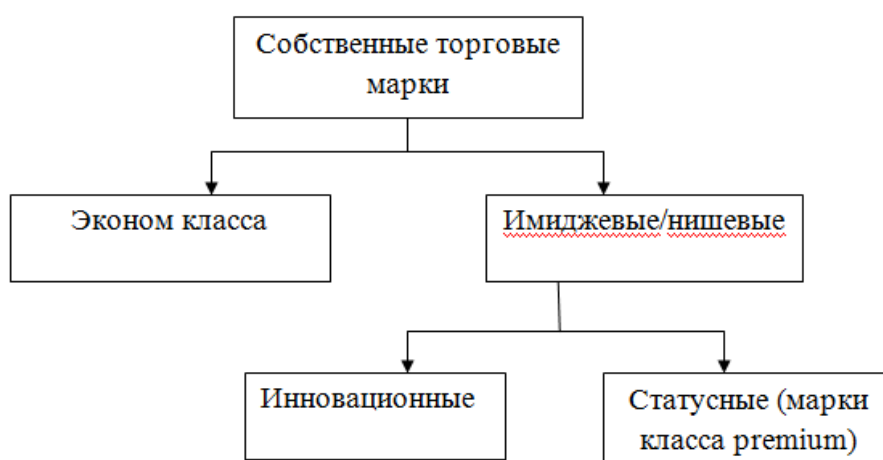 Собственные торговые
марки
Эконом класса
Имиджевые/нишевые
Инновационные
Статусные (марки
класса premium)